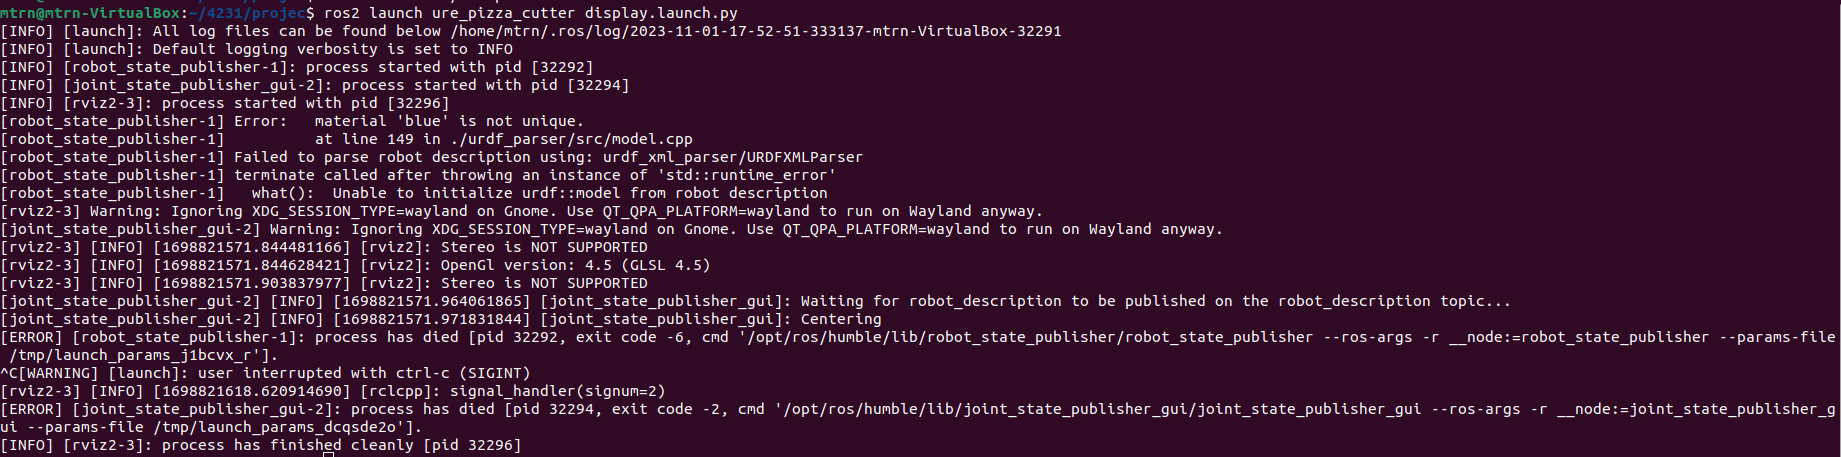 mtrn@mtrn-VirtualBox:~/4231/projec$ ros2 launch ure_pizza_cutter display.launch.py
[INFO] [launch]: All log files can be found below /home/mtrn/.ros/log/2023-11-01-17-52-51-333137-mtrn-VirtualBox-32291
[INFO] [launch]: Default logging verbosity is set to INFO
[INFO] [robot_state_publisher-1]: process started with pid [32292]
[INFO] [joint_state_publisher_gui-2]: process started with pid [32294]
[INFO] [rviz2-3]: process started with pid [32296]
[robot_state_publisher-1] Error:   material 'blue' is not unique.
[robot_state_publisher-1]          at line 149 in ./urdf_parser/src/model.cpp
[robot_state_publisher-1] Failed to parse robot description using: urdf_xml_parser/URDFXMLParser
[robot_state_publisher-1] terminate called after throwing an instance of 'std::runtime_error'
[robot_state_publisher-1]   what():  Unable to initialize urdf::model from robot description
[rviz2-3] Warning: Ignoring XDG_SESSION_TYPE=wayland on Gnome. Use QT_QPA_PLATFORM=wayland to run on Wayland anyway.
[joint_state_publisher_gui-2] Warning: Ignoring XDG_SESSION_TYPE=wayland on Gnome. Use QT_QPA_PLATFORM=wayland to run on Wayland anyway.
[rviz2-3] [INFO] [1698821571.844481166] [rviz2]: Stereo is NOT SUPPORTED
[rviz2-3] [INFO] [1698821571.844628421] [rviz2]: OpenGl version: 4.5 (GLSL 4.5)
[rviz2-3] [INFO] [1698821571.903837977] [rviz2]: Stereo is NOT SUPPORTED
[joint_state_publisher_gui-2] [INFO] [1698821571.964061865] [joint_state_publisher_gui]: Waiting for robot_description to be published on the robot_description topic...
[joint_state_publisher_gui-2] [INFO] [1698821571.971831844] [joint_state_publisher_gui]: Centering
[ERROR] [robot_state_publisher-1]: process has died [pid 32292, exit code -6, cmd '/opt/ros/humble/lib/robot_state_publisher/robot_state_publisher --ros-args -r __node:=robot_state_publisher --params-file
 /tmp/launch_params_j1bcvx_r'].
^C[WARNING] [launch]: user interrupted with ctrl-c (SIGINT)
[rviz2-3] [INFO] [1698821618.620914690] [rclcpp]: signal_handler(signum=2)
[ERROR] [joint_state_publisher_gui-2]: process has died [pid 32294, exit code -2, cmd '/opt/ros/humble/lib/joint_state_publisher_gui/joint_state_publisher_gui --ros-args -r __node:=joint_state_publisher_g
ui --params-file /tmp/launch_params_dcqsde2o'].
[INFO] [rviz2-3]: process has finished cleanly [pid 32296]